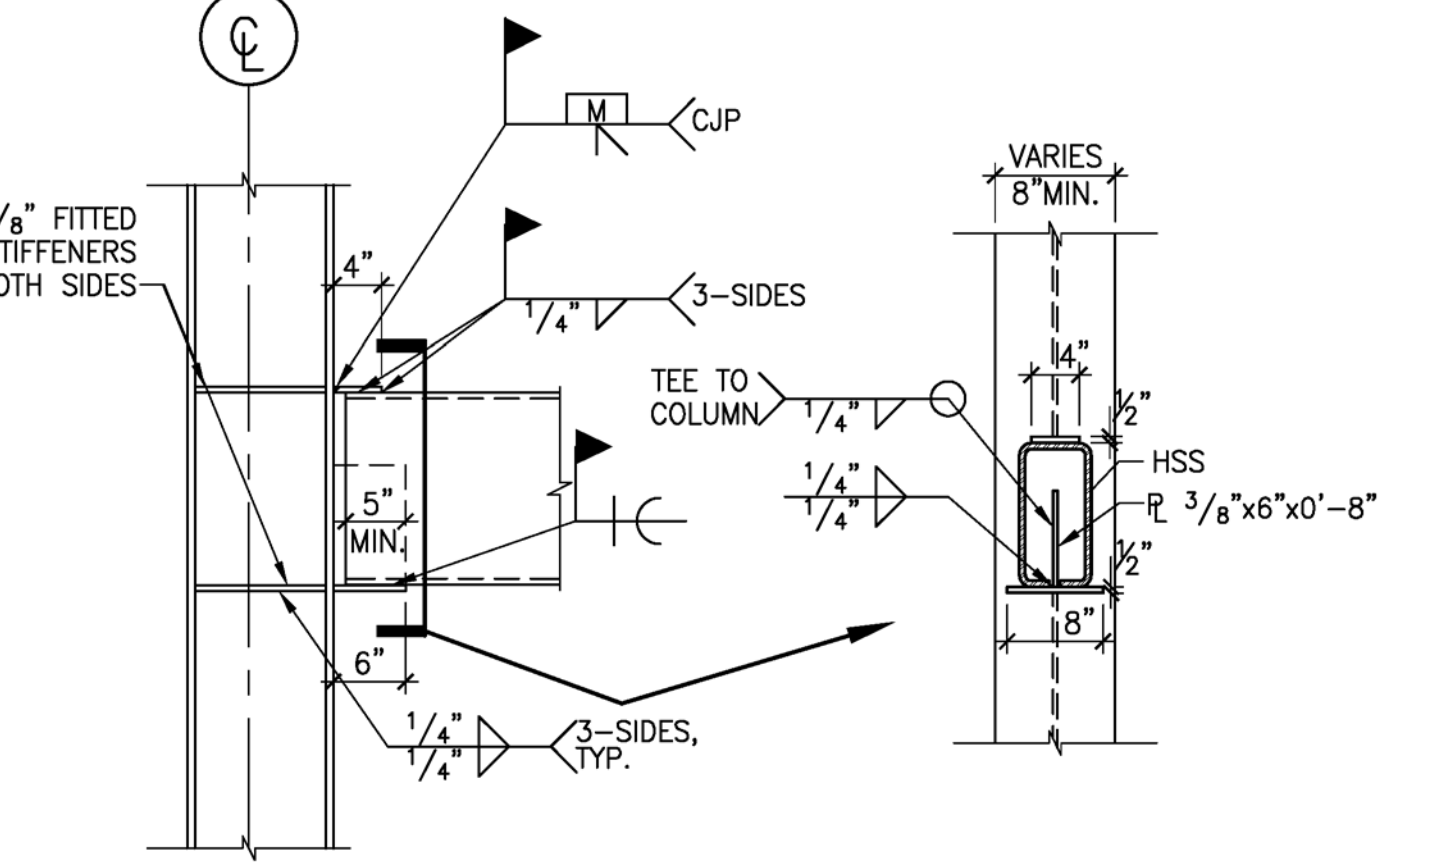 ℄
M
CJP
/8" FITTED
TIFFENERS
OTH SIDES
4"
1/4"
3-SIDES
5"
MIN.
6"
1/4"
1/4"
3-SIDES,
TYP.
VARIES
8"MIN.
4"
1/2"
TEE TO
COLUMN
1/4"
1/4"
1/4"
HSS
PL 3/8"x6"x0'-8"
1/2"
8"